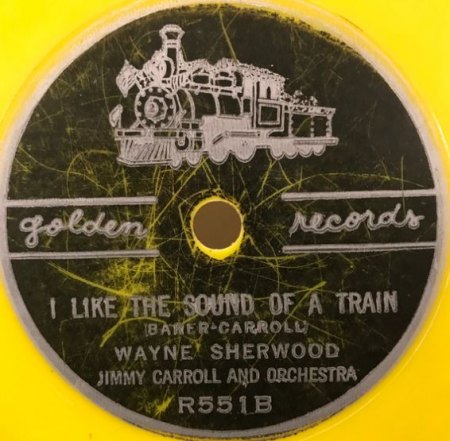 golden records
I LIKE THE SOUND OF A TRAIN
(BAKER-CARROLL)
WAYNE SHERWOOD
JIMMY CARROLL AND ORCHESTRA
R551B